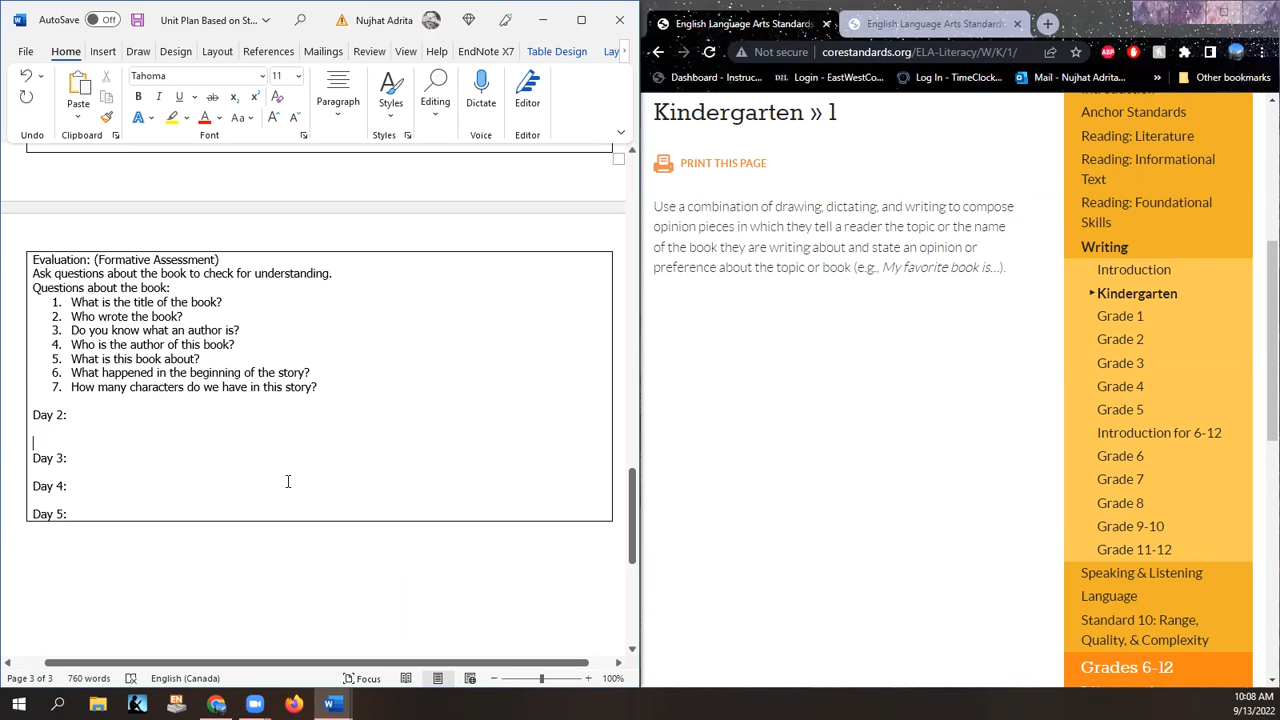 AutoSave Off Unit Plan Based on St... Nujhat Adrita
File Home Insert Draw Design Layout References Mailings Review View Help EndNote X7 Table Design Lay
Tahoma 11
Paste Paragraph Styles Editing Dictate Editor
Undo Clipboard Font Styles Voice Editor
Evaluation: (Formative Assessment)
Ask questions about the book to check for understanding.
Questions about the book:
1. What is the title of the book?
2. Who wrote the book?
3. Do you know what an author is?
4. Who is the author of this book?
5. What is this book about?
6. What happened in the beginning of the story?
7. How many characters do we have in this story?
Day 2:
Day 3:
Day 4:
Day 5:
Page 3 of 3 760 words English (Canada) Focus 100%
English Language Arts Standards English Language Arts Standards
Not secure corestandards.org/ELA-Literacy/W/K/1/
Dashboard - Instruc... Login - EastWestCo... Log In - TimeClock... Mail - Nujhat Adrita... Other bookmarks
Kindergarten » 1
PRINT THIS PAGE
Use a combination of drawing, dictating, and writing to compose
opinion pieces in which they tell a reader the topic or the name
of the book they are writing about and state an opinion or
preference about the topic or book (e.g., My favorite book is...).
Anchor Standards
Reading: Literature
Reading: Informational
Text
Reading: Foundational
Skills
Writing
Introduction
Kindergarten
Grade 1
Grade 2
Grade 3
Grade 4
Grade 5
Introduction for 6-12
Grade 6
Grade 7
Grade 8
Grade 9-10
Grade 11-12
Speaking & Listening
Language
Standard 10: Range,
Quality, & Complexity
Grades 6-12
10:08 AM
9/13/2022